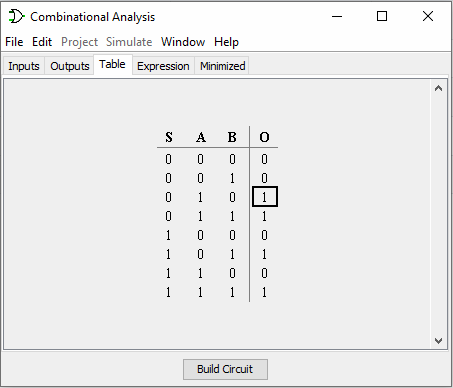 Combinational Analysis
File Edit Project Simulate Window Help
Inputs Outputs Table Expression Minimized
S A B O
0 0 0 0
0 0 1 0
0 1 0 1
0 1 1 1
1 0 0 0
1 0 1 1
1 1 0 0
1 1 1 1
Build Circuit